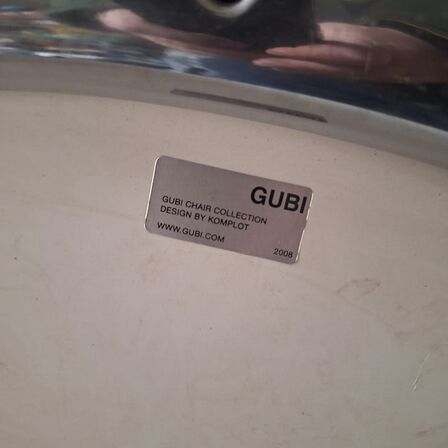 GUBI
GUBI CHAIR COLLECTION
DESIGN BY KOMPLOT
WWW.GUBI.COM
2008